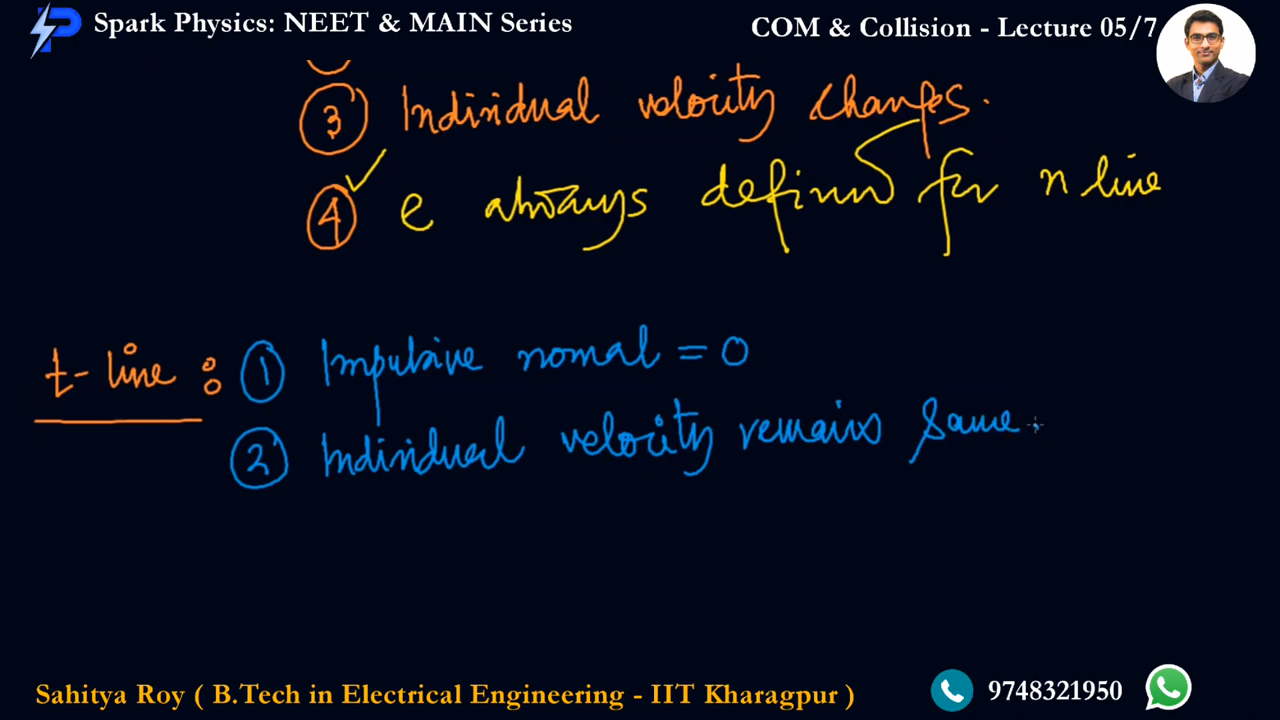 Spark Physics: NEET & MAIN Series
COM & Collision - Lecture 05/7
3 Individual velocity changes.
4 e always defined for n line
t-line : 1 Impulsive nomal = 0
2 Individual velocity remains same.
Sahitya Roy ( B.Tech in Electrical Engineering - IIT Kharagpur )
9748321950